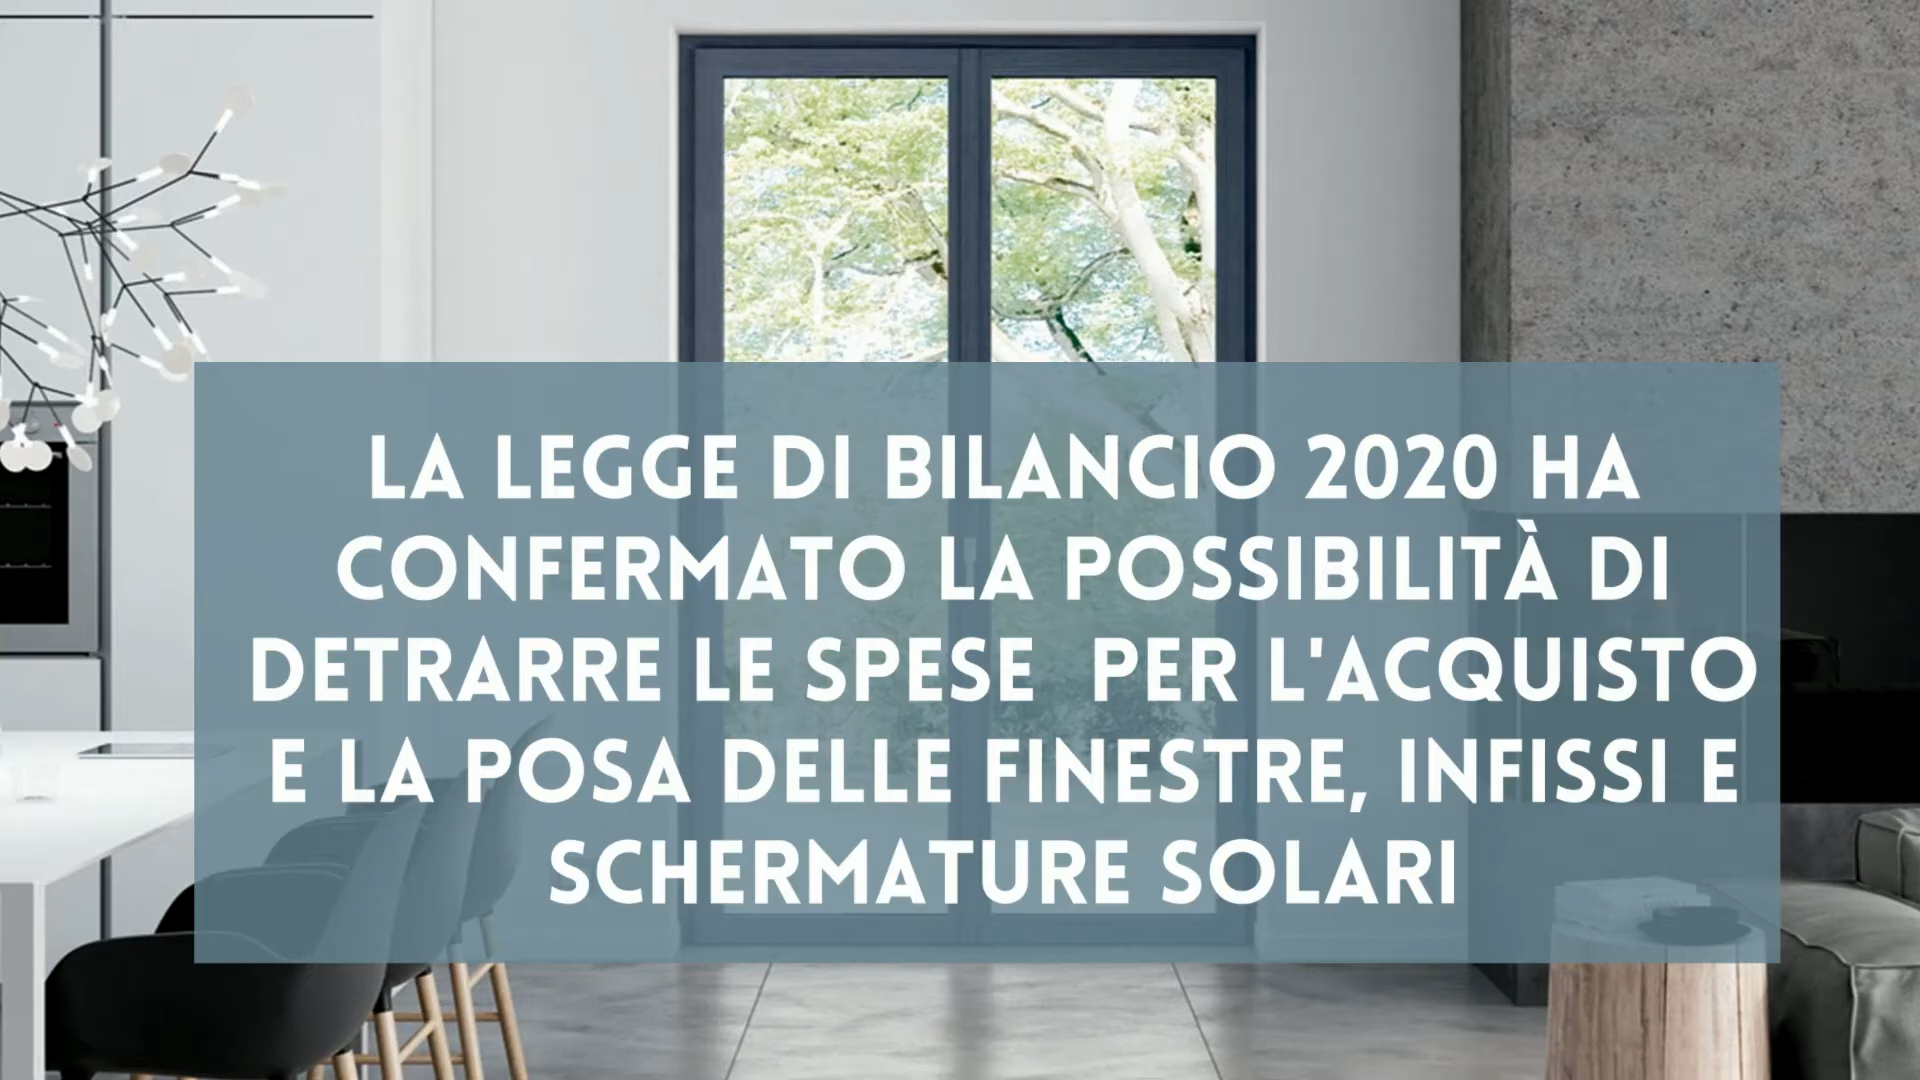 LA LEGGE DI BILANCIO 2020 HA
CONFERMATO LA POSSIBILITÀ DI
DETRARRE LE SPESE  PER L'ACQUISTO
E LA POSA DELLE FINESTRE, INFISSI E
SCHERMATURE SOLARI